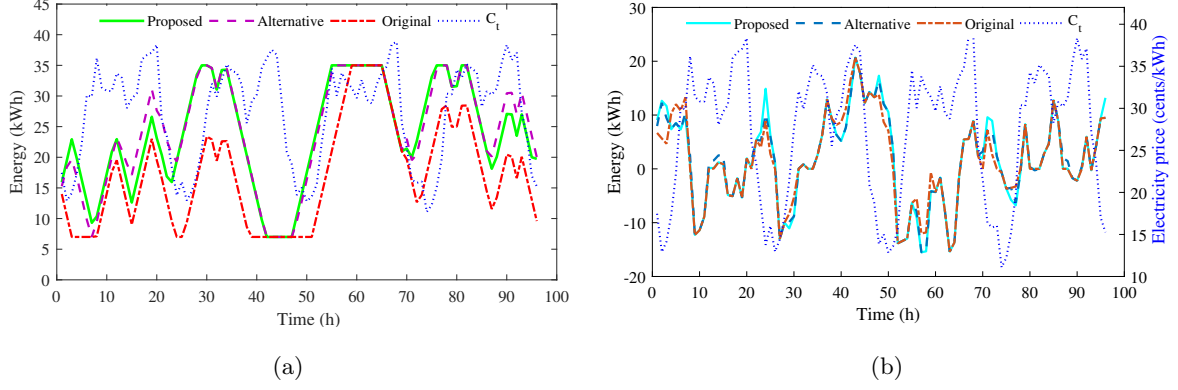 Proposed Alternative Original C_t
45
40
35
30
25
20
15
10
5
0
Energy (kWh)
0 10 20 30 40 50 60 70 80 90 100
Time (h)
(a)
Proposed Alternative Original C_t
30
20
10
0
-10
-20
Energy (kWh)
40
35
30
25
20
15
10
Electricity price (cents/kWh)
0 10 20 30 40 50 60 70 80 90 100
Time (h)
(b)